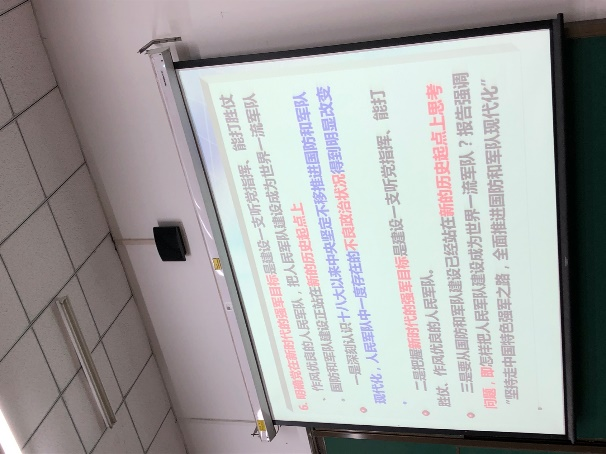 6. 明确党在新时代的强军目标是建设一支听党指挥、能打胜仗
作风优良的人民军队，把人民军队建设成为世界一流军队
国防和军队建设正站在新的历史起点上
一是深刻认识十八大以来中央坚定不移推进国防和军队
现代化，人民军队中一度存在的不良政治状况得到明显改变
二是把握新时代的强军目标是建设一支听党指挥、能打
胜仗、作风优良的人民军队。
三是要从国防和军队建设已经站在新的历史起点上思考
问题，即怎样把人民军队建设成为世界一流军队？报告强调
“坚持走中国特色强军之路，全面推进国防和军队现代化”